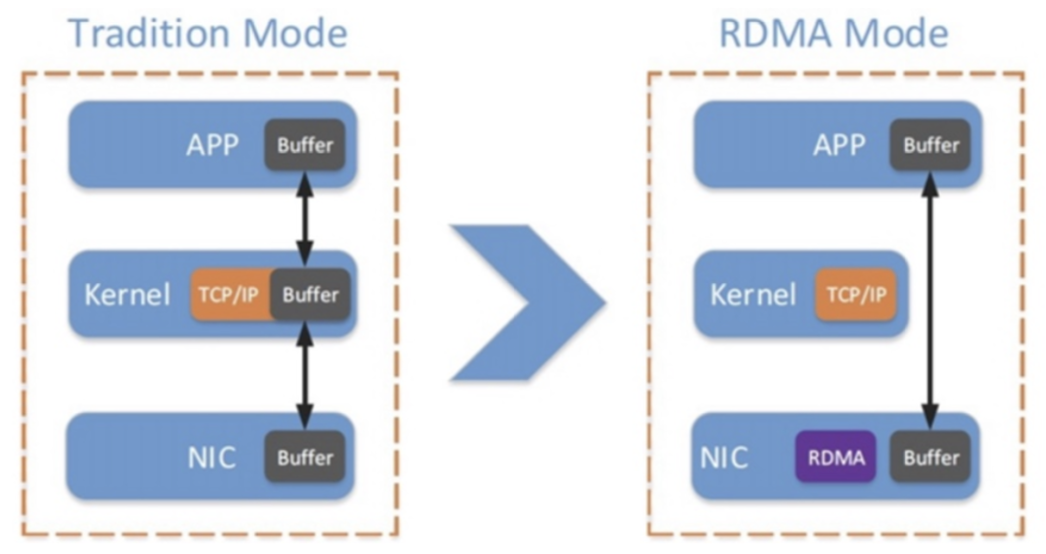 Tradition Mode
APP Buffer
Kernel TCP/IP Buffer
NIC Buffer
RDMA Mode
APP Buffer
Kernel TCP/IP
NIC RDMA Buffer